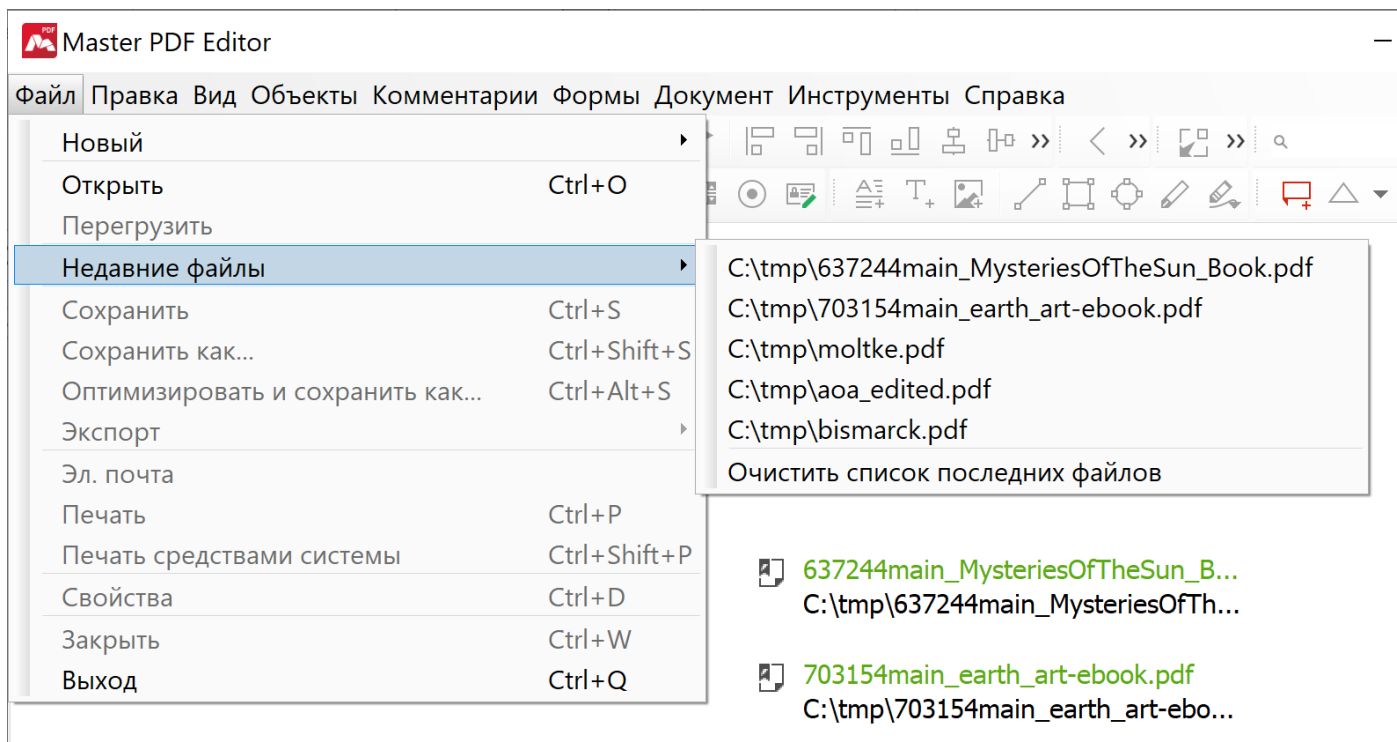 PDF
Master PDF Editor
Файл Правка Вид Объекты Комментарии Формы Документ Инструменты Справка
Новый
Открыть Ctrl+O
Перегрузить
Недавние файлы
Сохранить Ctrl+S
Сохранить как... Ctrl+Shift+S
Оптимизировать и сохранить как... Ctrl+Alt+S
Экспорт
Эл. почта
Печать Ctrl+P
Печать средствами системы Ctrl+Shift+P
Свойства Ctrl+D
Закрыть Ctrl+W
Выход Ctrl+Q
C:\tmp\637244main_MysteriesOfTheSun_Book.pdf
C:\tmp\703154main_earth_art-ebook.pdf
C:\tmp\moltke.pdf
C:\tmp\aoa_edited.pdf
C:\tmp\bismarck.pdf
Очистить список последних файлов
637244main_MysteriesOfTheSun_B...
C:\tmp\637244main_MysteriesOfTh...
703154main_earth_art-ebook.pdf
C:\tmp\703154main_earth_art-ebo...